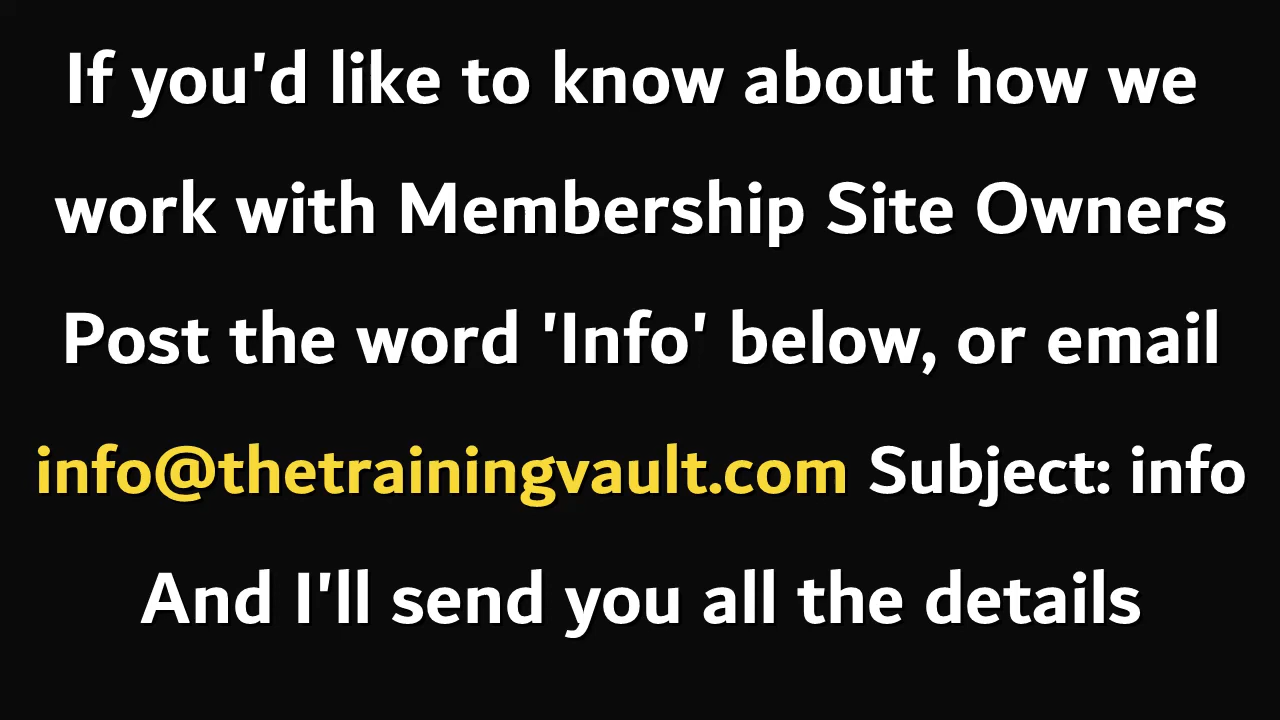 If you'd like to know about how we
work with Membership Site Owners
Post the word 'Info' below, or email
info@thetrainingvault.com Subject: info
And I'll send you all the details